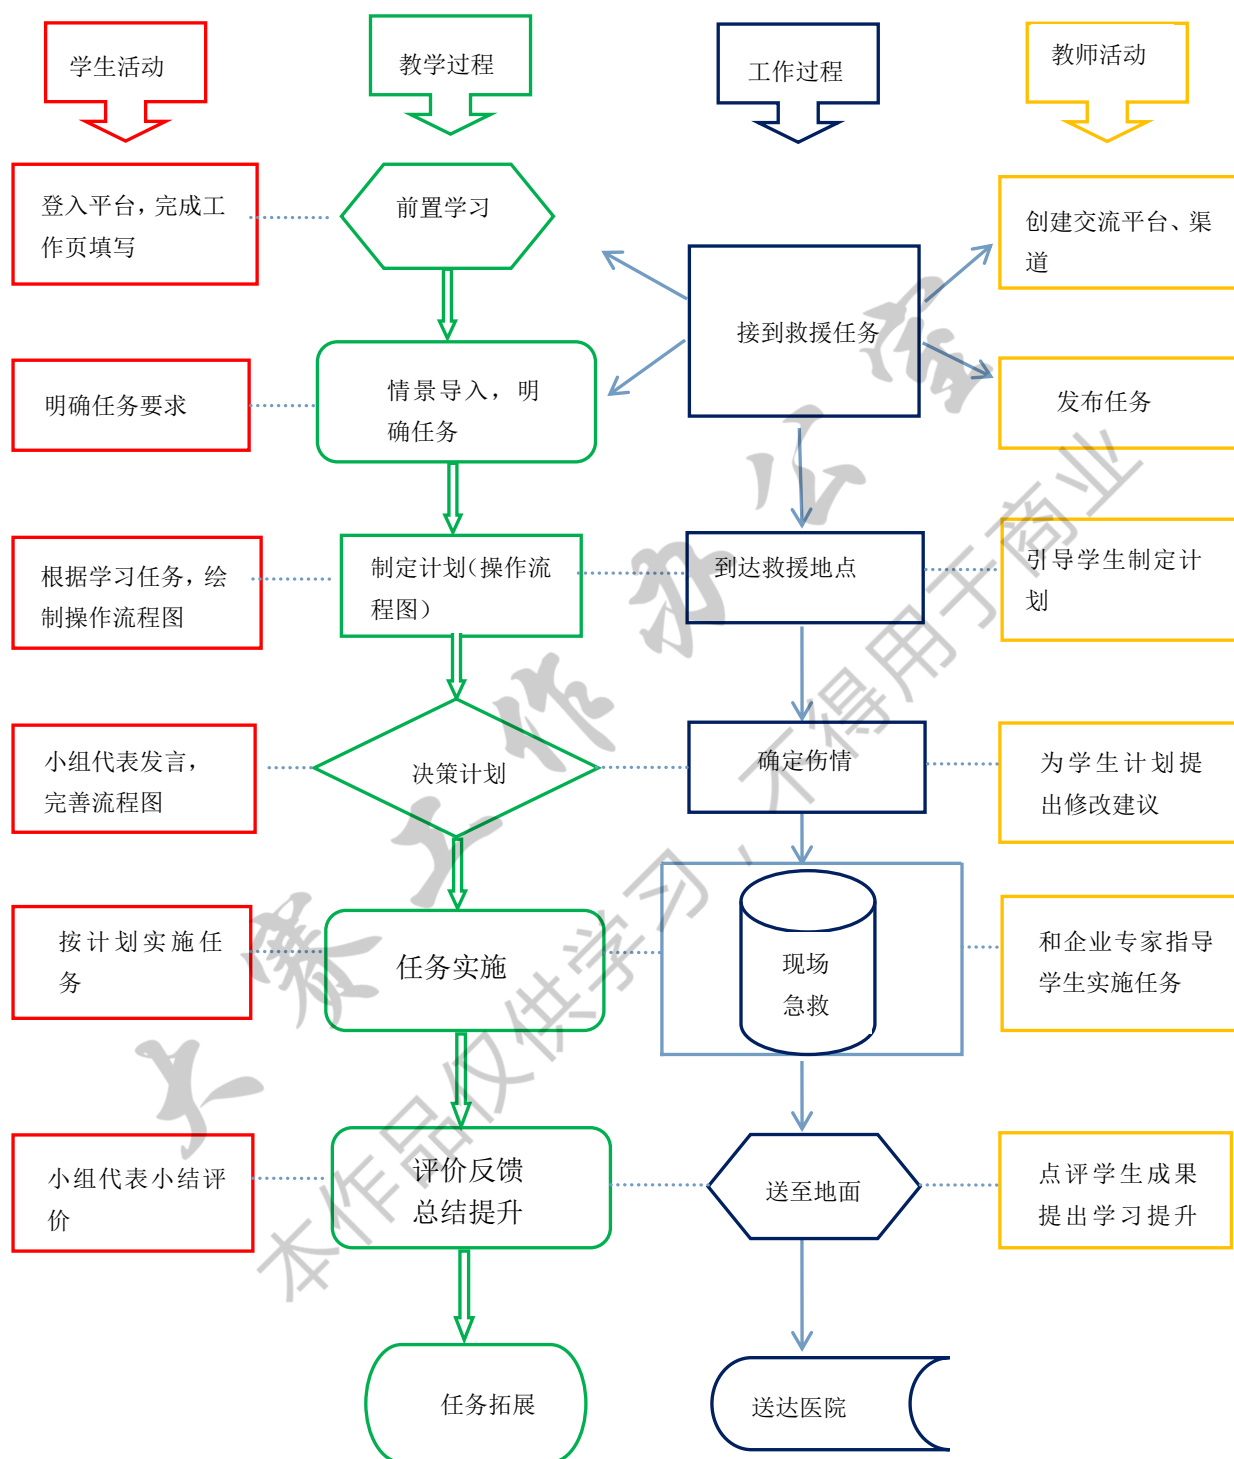 学生活动
教学过程
工作过程
教师活动
登入平台，完成工
作页填写
前置学习
创建交流平台、渠
道
接到救援任务
明确任务要求
情景导入，明
确任务
发布任务
根据学习任务，绘
制操作流程图
制定计划（操作流
程图）
到达救援地点
引导学生制定计
划
小组代表发言，
完善流程图
决策计划
确定伤情
为学生计划提
出修改建议
按计划实施任
务
任务实施
现场
急救
和企业专家指导
学生实施任务
小组代表小结评
价
评价反馈
总结提升
送至地面
点评学生成果
提出学习提升
任务拓展
送达医院
大赛工作办公室
本作品仅供学习，不得用于商业